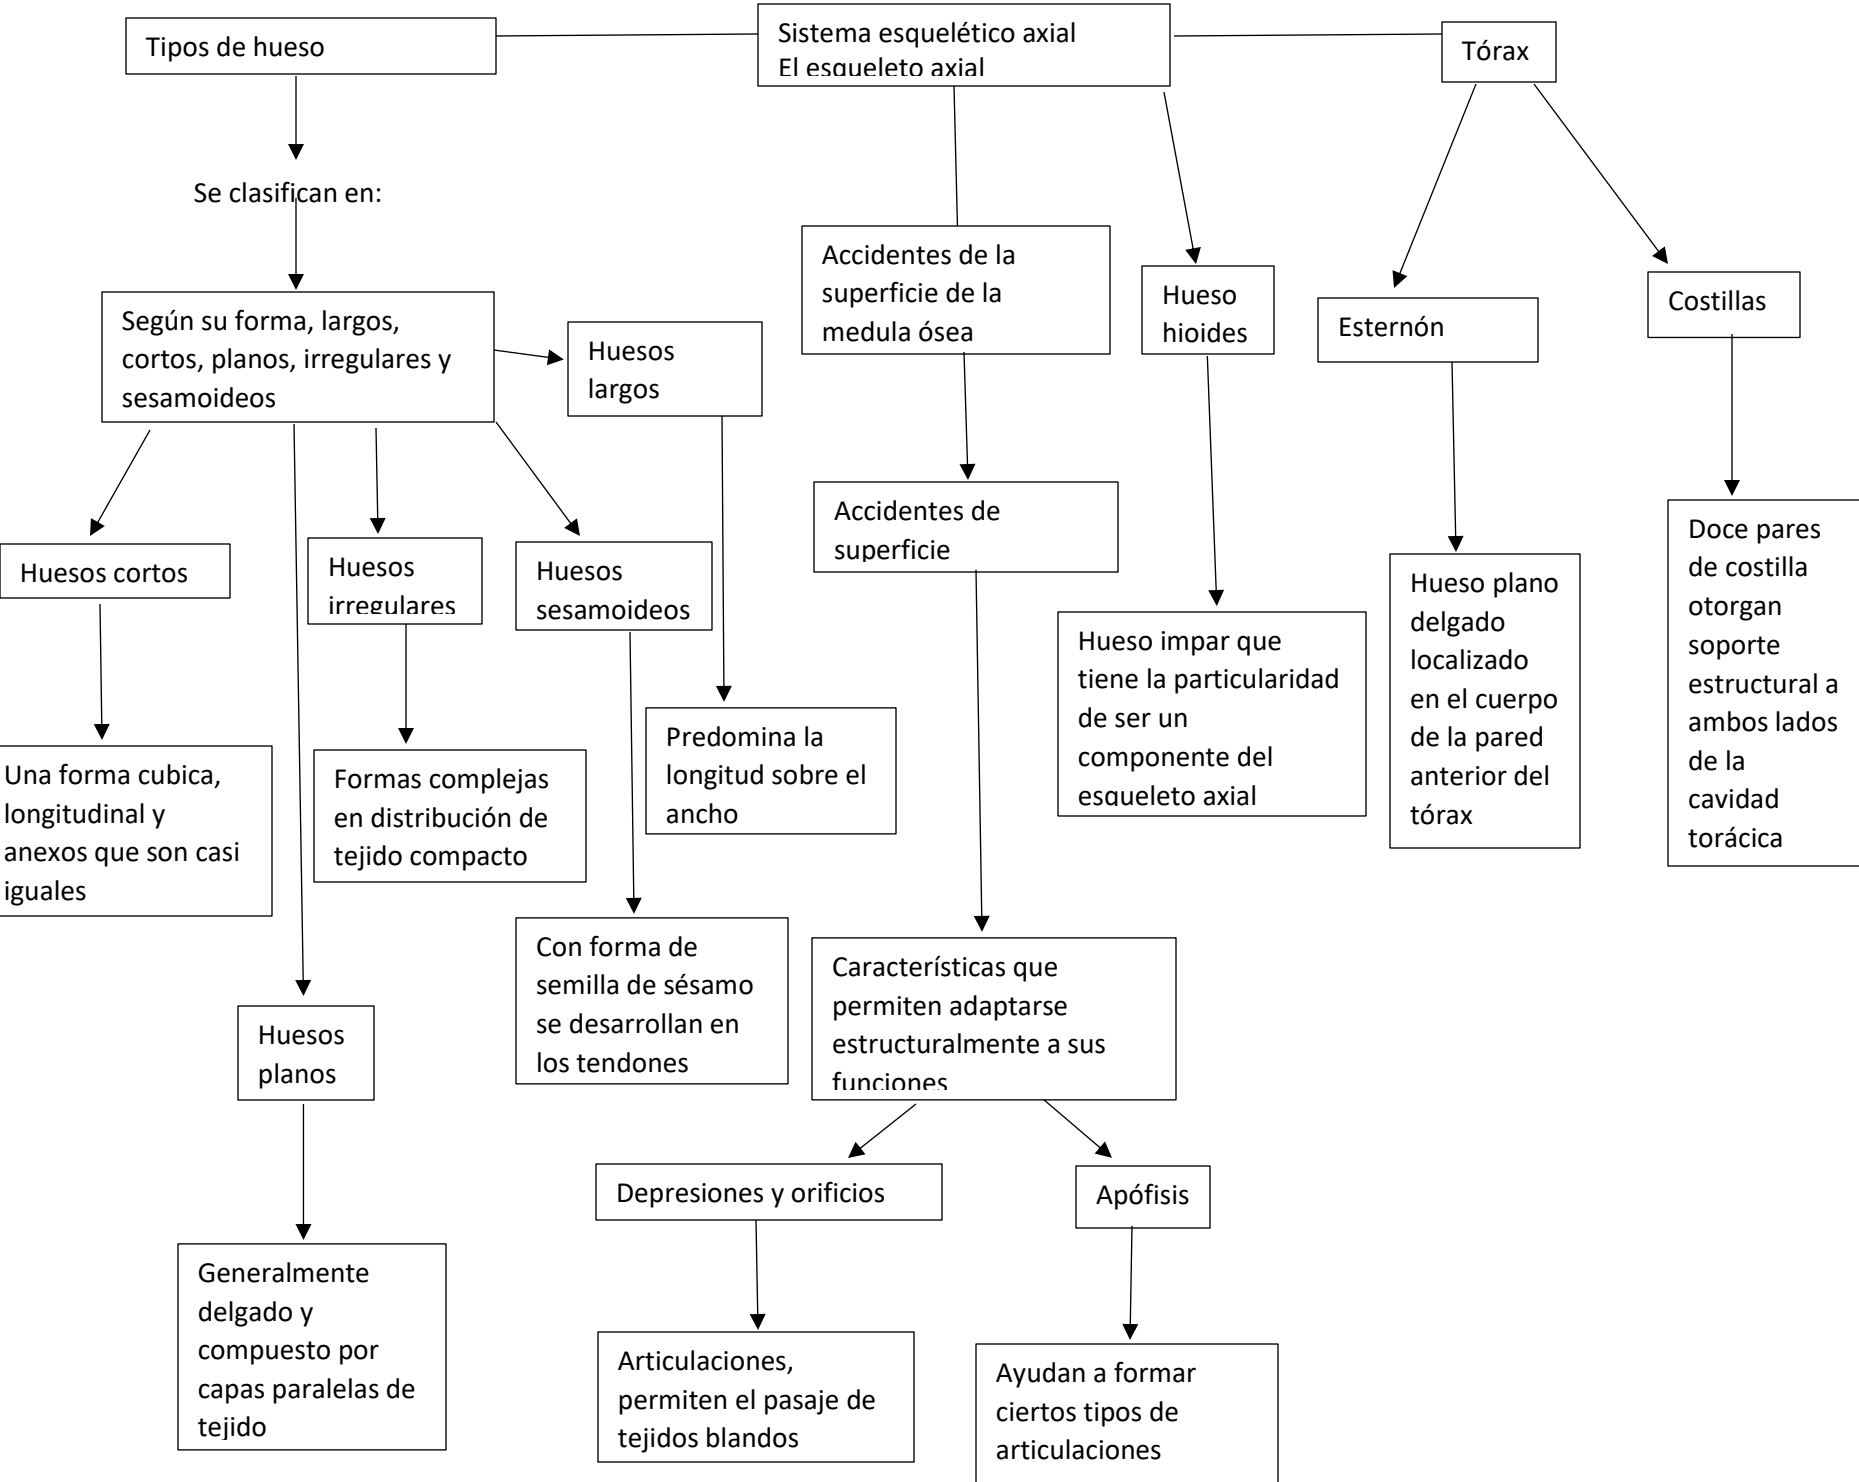 Tipos de hueso
Sistema esquelético axial
El esqueleto axial
Tórax
Se clasifican en:
Según su forma, largos,
cortos, planos, irregulares y
sesamoideos
Huesos
largos
Accidentes de la
superficie de la
medula ósea
Hueso
hioides
Esternón
Costillas
Huesos cortos
Huesos
irregulares
Huesos
sesamoideos
Accidentes de
superficie
Una forma cubica,
longitudinal y
anexos que son casi
iguales
Formas complejas
en distribución de
tejido compacto
Predomina la
longitud sobre el
ancho
Hueso impar que
tiene la particularidad
de ser un
componente del
esqueleto axial
Hueso plano
delgado
localizado
en el cuerpo
de la pared
anterior del
tórax
Doce pares
de costilla
otorgan
soporte
estructural a
ambos lados
de la
cavidad
torácica
Huesos
planos
Con forma de
semilla de sésamo
se desarrollan en
los tendones
Características que
permiten adaptarse
estructuralmente a sus
funciones
Depresiones y orificios
Apófisis
Generalmente
delgado y
compuesto por
capas paralelas de
tejido
Articulaciones,
permiten el pasaje de
tejidos blandos
Ayudan a formar
ciertos tipos de
articulaciones